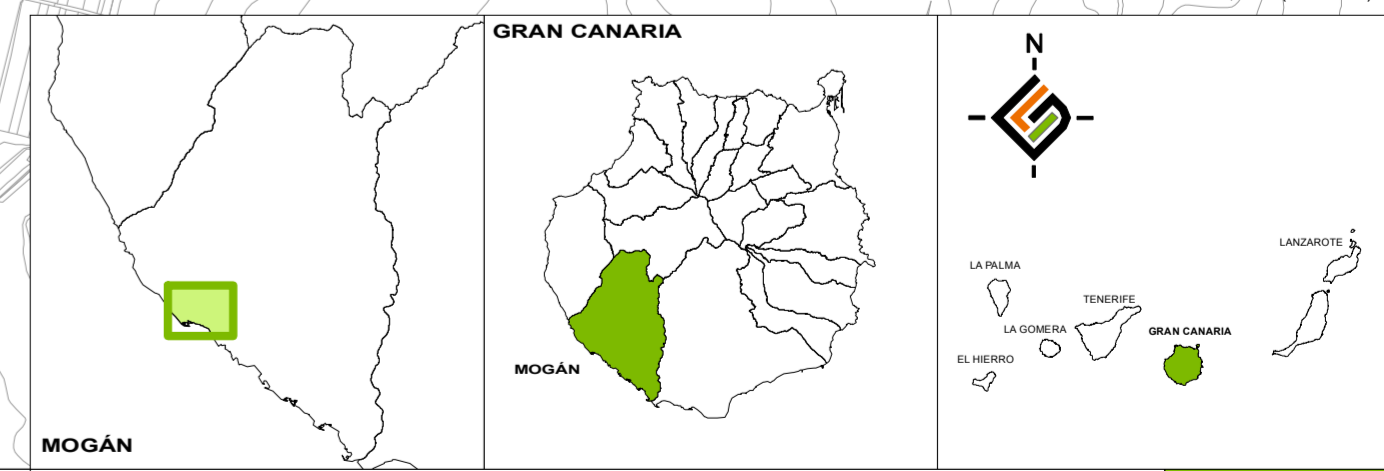 GRAN CANARIA
MOGÁN
MOGÁN
N
LANZAROTE
LA PALMA
TENERIFE
LA GOMERA
GRAN CANARIA
EL HIERRO